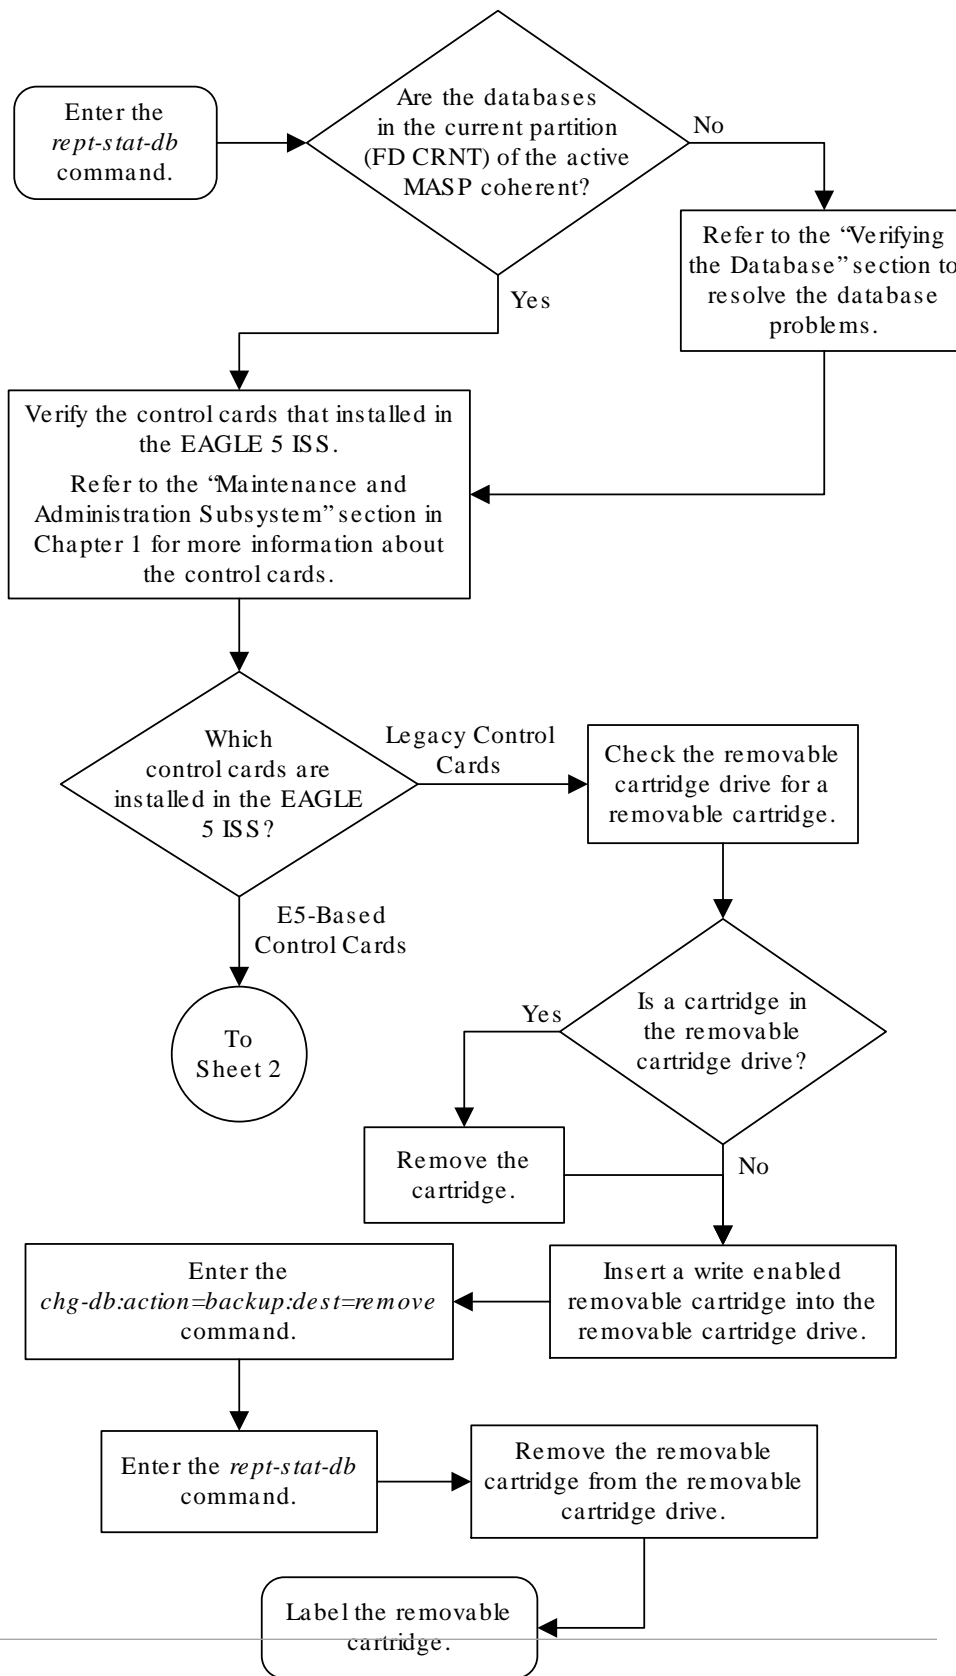 Enter the
rept-stat-db
command.
Are the databases
in the current partition
(FD CRNT) of the active
MASP coherent?
No
Refer to the “Verifying
the Database” section to
resolve the database
problems.
Yes
Verify the control cards that installed in
the EAGLE 5 ISS.
Refer to the “Maintenance and
Administration Subsystem” section in
Chapter 1 for more information about
the control cards.
Which
control cards are
installed in the EAGLE
5 ISS?
Legacy Control
Cards
Check the removable
cartridge drive for a
removable cartridge.
E5-Based
Control Cards
To
Sheet 2
Is a cartridge in
the removable
cartridge drive?
Yes
Remove the
cartridge.
No
Insert a write enabled
removable cartridge into the
removable cartridge drive.
Enter the
chg-db:action=backup:dest=remove
command.
Enter the rept-stat-db
command.
Remove the removable
cartridge from the removable
cartridge drive.
Label the removable
cartridge.